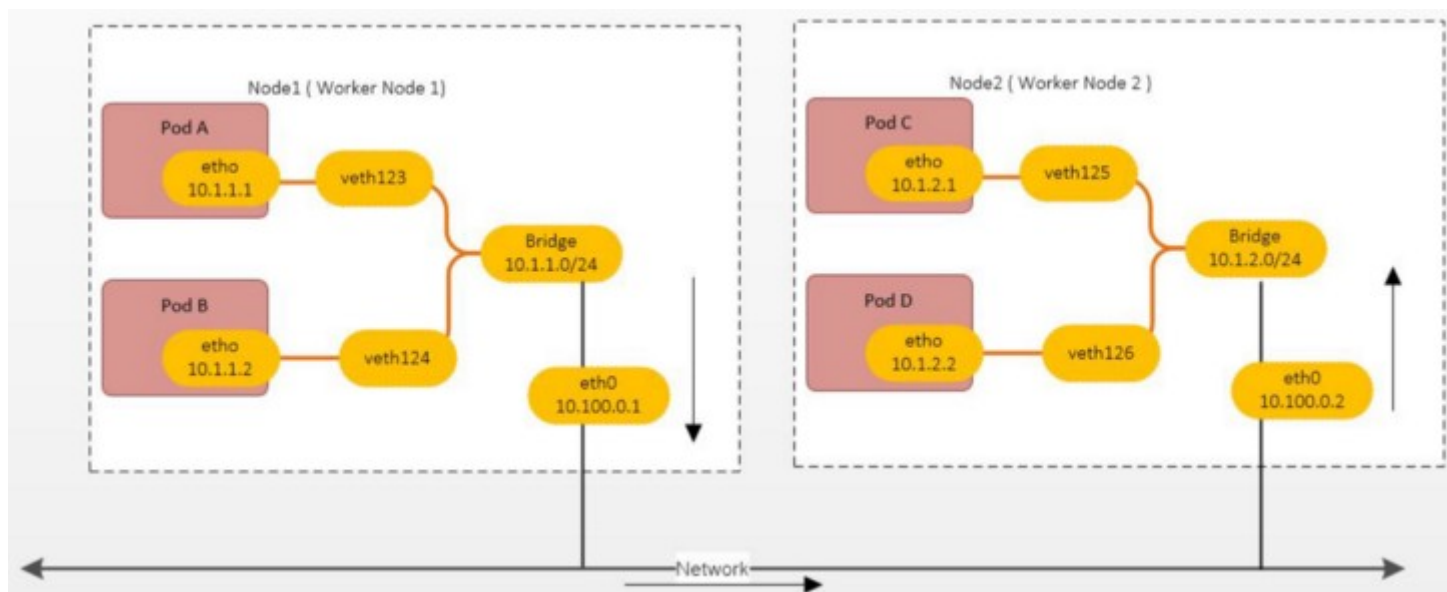 Node1 ( Worker Node 1)
Pod A
etho
10.1.1.1
veth123
Bridge
10.1.1.0/24
Pod B
etho
10.1.1.2
veth124
eth0
10.100.0.1
Node2 ( Worker Node 2 )
Pod C
etho
10.1.2.1
veth125
Bridge
10.1.2.0/24
Pod D
etho
10.1.2.2
veth126
eth0
10.100.0.2
Network